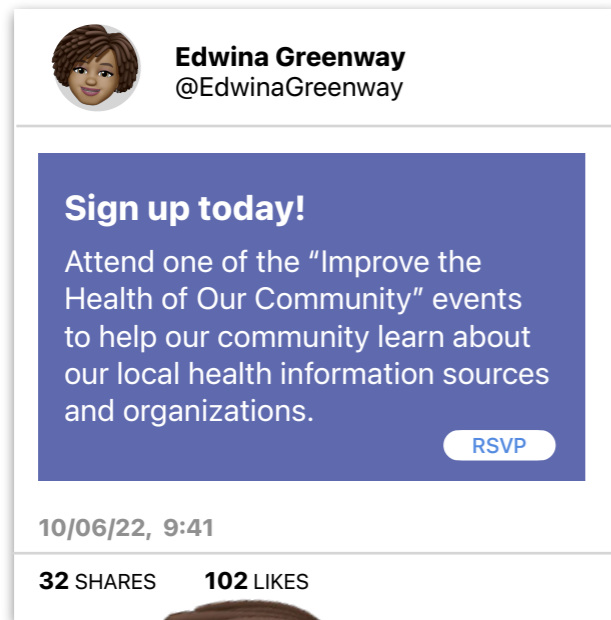 Edwina Greenway
@EdwinaGreenway
Sign up today!
Attend one of the “Improve the
Health of Our Community” events
to help our community learn about
our local health information sources
and organizations.
RSVP
10/06/22, 9:41
32 SHARES 102 LIKES